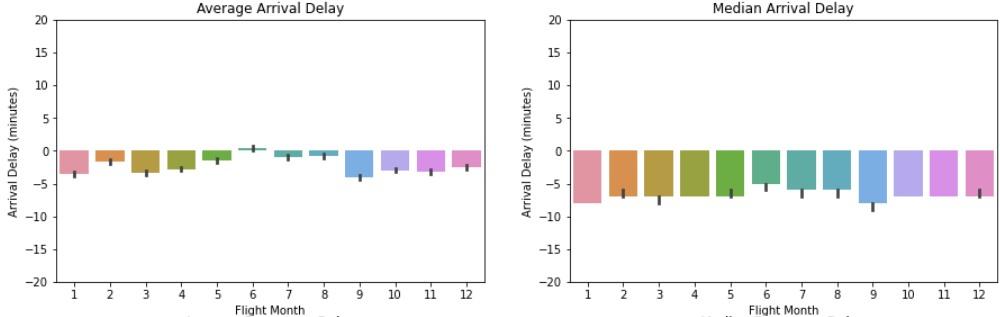 Average Arrival Delay
20
15
10
5
0
−5
−10
−15
−20
Arrival Delay (minutes)
1 2 3 4 5 6 7 8 9 10 11 12
Flight Month
Median Arrival Delay
20
15
10
5
0
−5
−10
−15
−20
Arrival Delay (minutes)
1 2 3 4 5 6 7 8 9 10 11 12
Flight Month